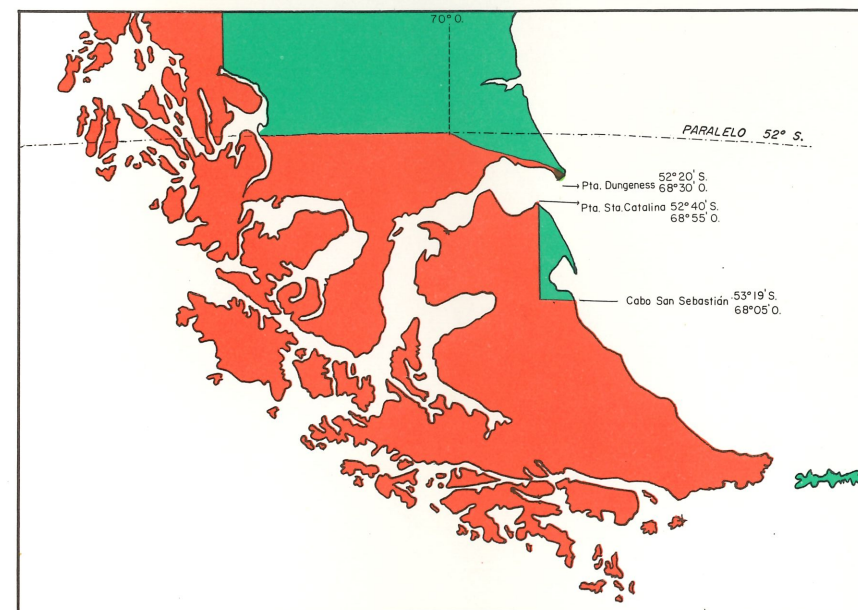 70° O.
PARALELO 52° S.
52° 20' S.
Pta. Dungeness 68° 30' O.
Pta. Sta. Catalina 52° 40' S.
68° 55' O.
Cabo San Sebastián 53° 19' S.
68° 05' O.